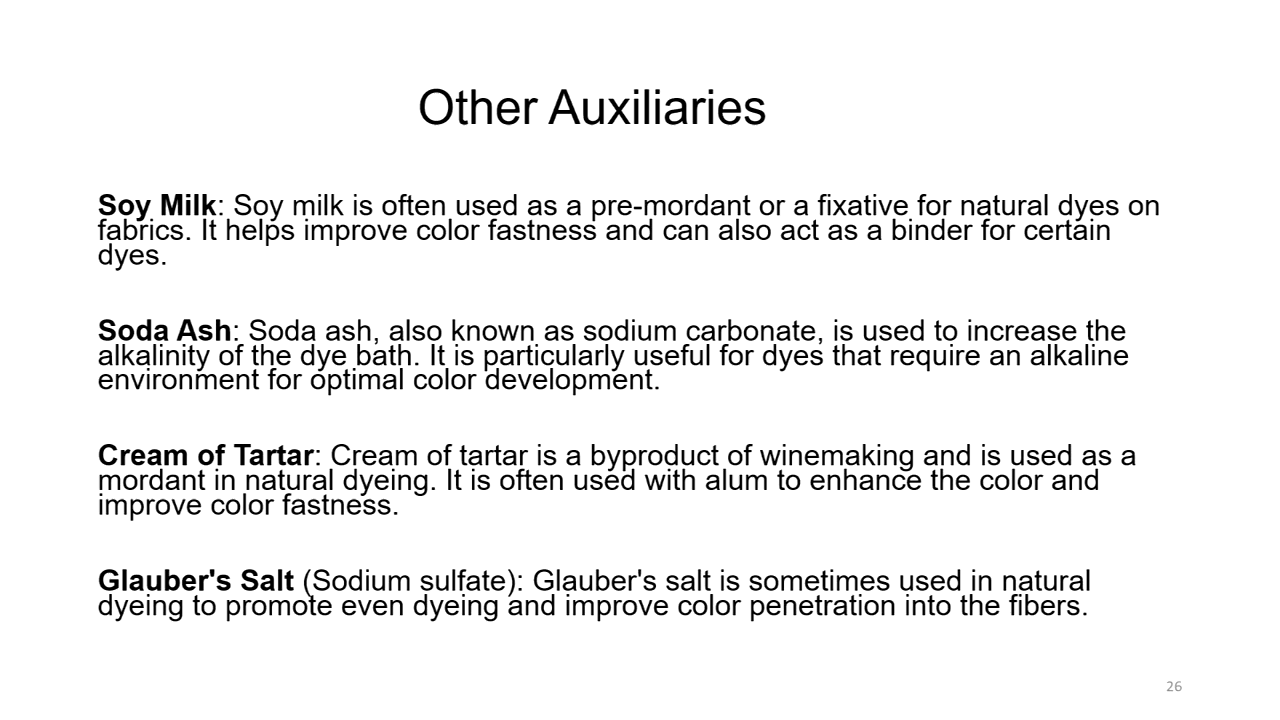 Other Auxiliaries
Soy Milk: Soy milk is often used as a pre-mordant or a fixative for natural dyes on
fabrics. It helps improve color fastness and can also act as a binder for certain
dyes.
Soda Ash: Soda ash, also known as sodium carbonate, is used to increase the
alkalinity of the dye bath. It is particularly useful for dyes that require an alkaline
environment for optimal color development.
Cream of Tartar: Cream of tartar is a byproduct of winemaking and is used as a
mordant in natural dyeing. It is often used with alum to enhance the color and
improve color fastness.
Glauber's Salt (Sodium sulfate): Glauber's salt is sometimes used in natural
dyeing to promote even dyeing and improve color penetration into the fibers.
26